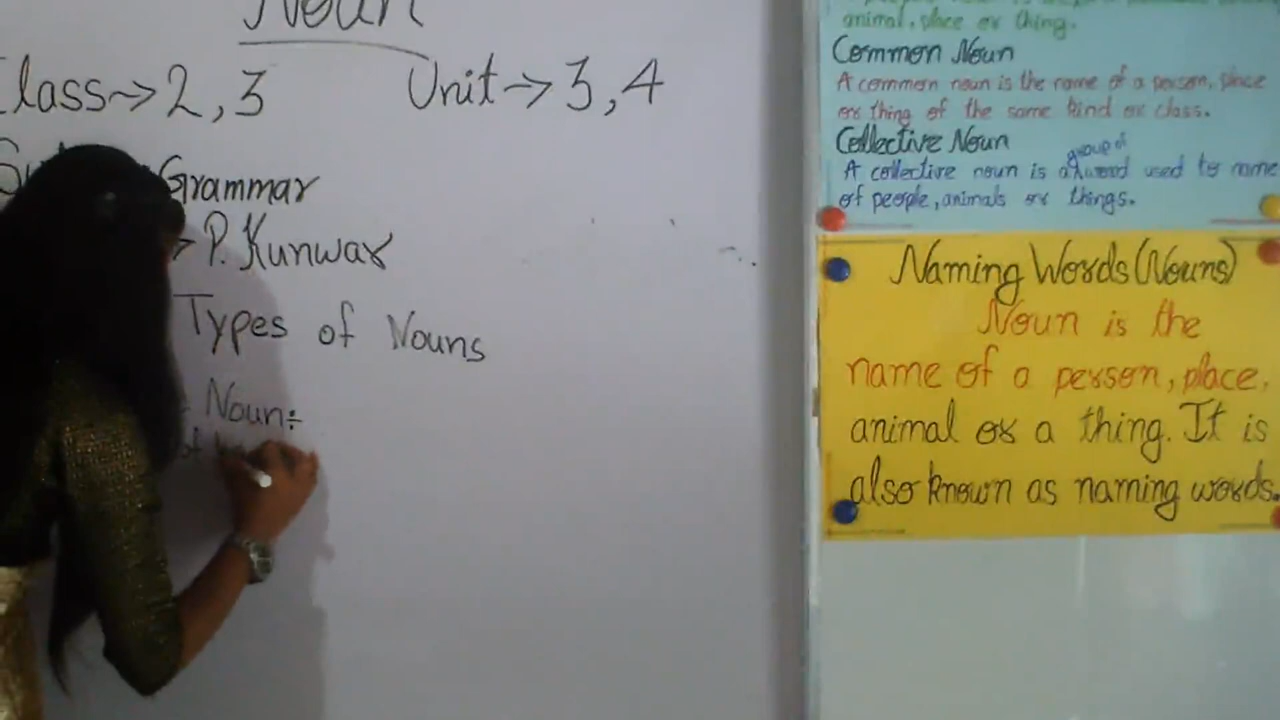 Noun
Class~> 2, 3 Unit -> 3, 4
Grammar
P. Kunwar
Types of Nouns
Noun÷
of
animal, place or thing.
Common Noun
A common noun is the name of a person, place
or thing of the same kind or class.
Collective Noun
group of
A collective noun is a word used to name
of people, animals or things.
Naming Words (Nouns)
Noun is the
name of a person, place,
animal or a thing. It is
also known as naming words.